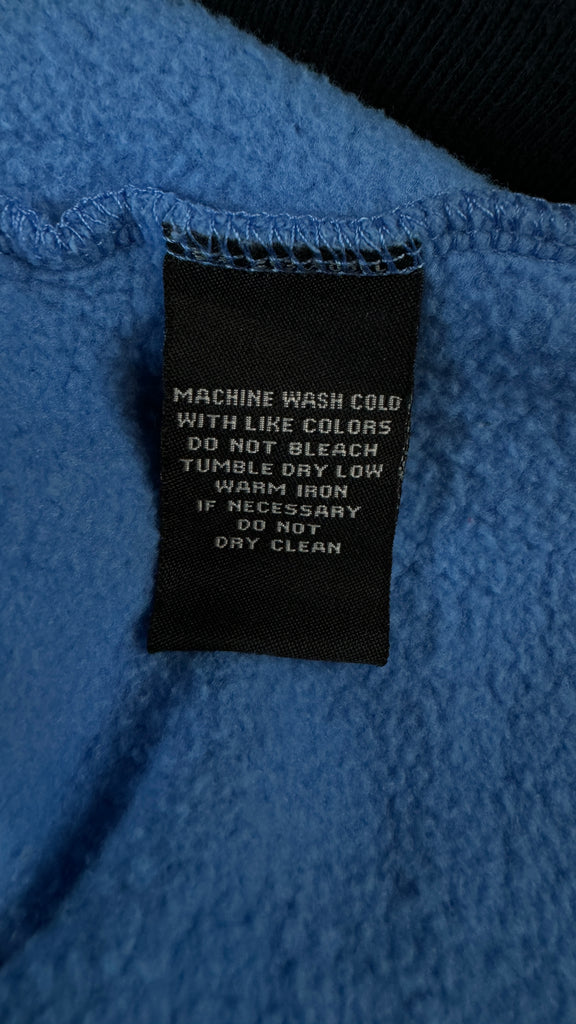 MACHINE WASH COLD
WITH LIKE COLORS
DO NOT BLEACH
TUMBLE DRY LOW
WARM IRON
IF NECESSARY
DO NOT
DRY CLEAN